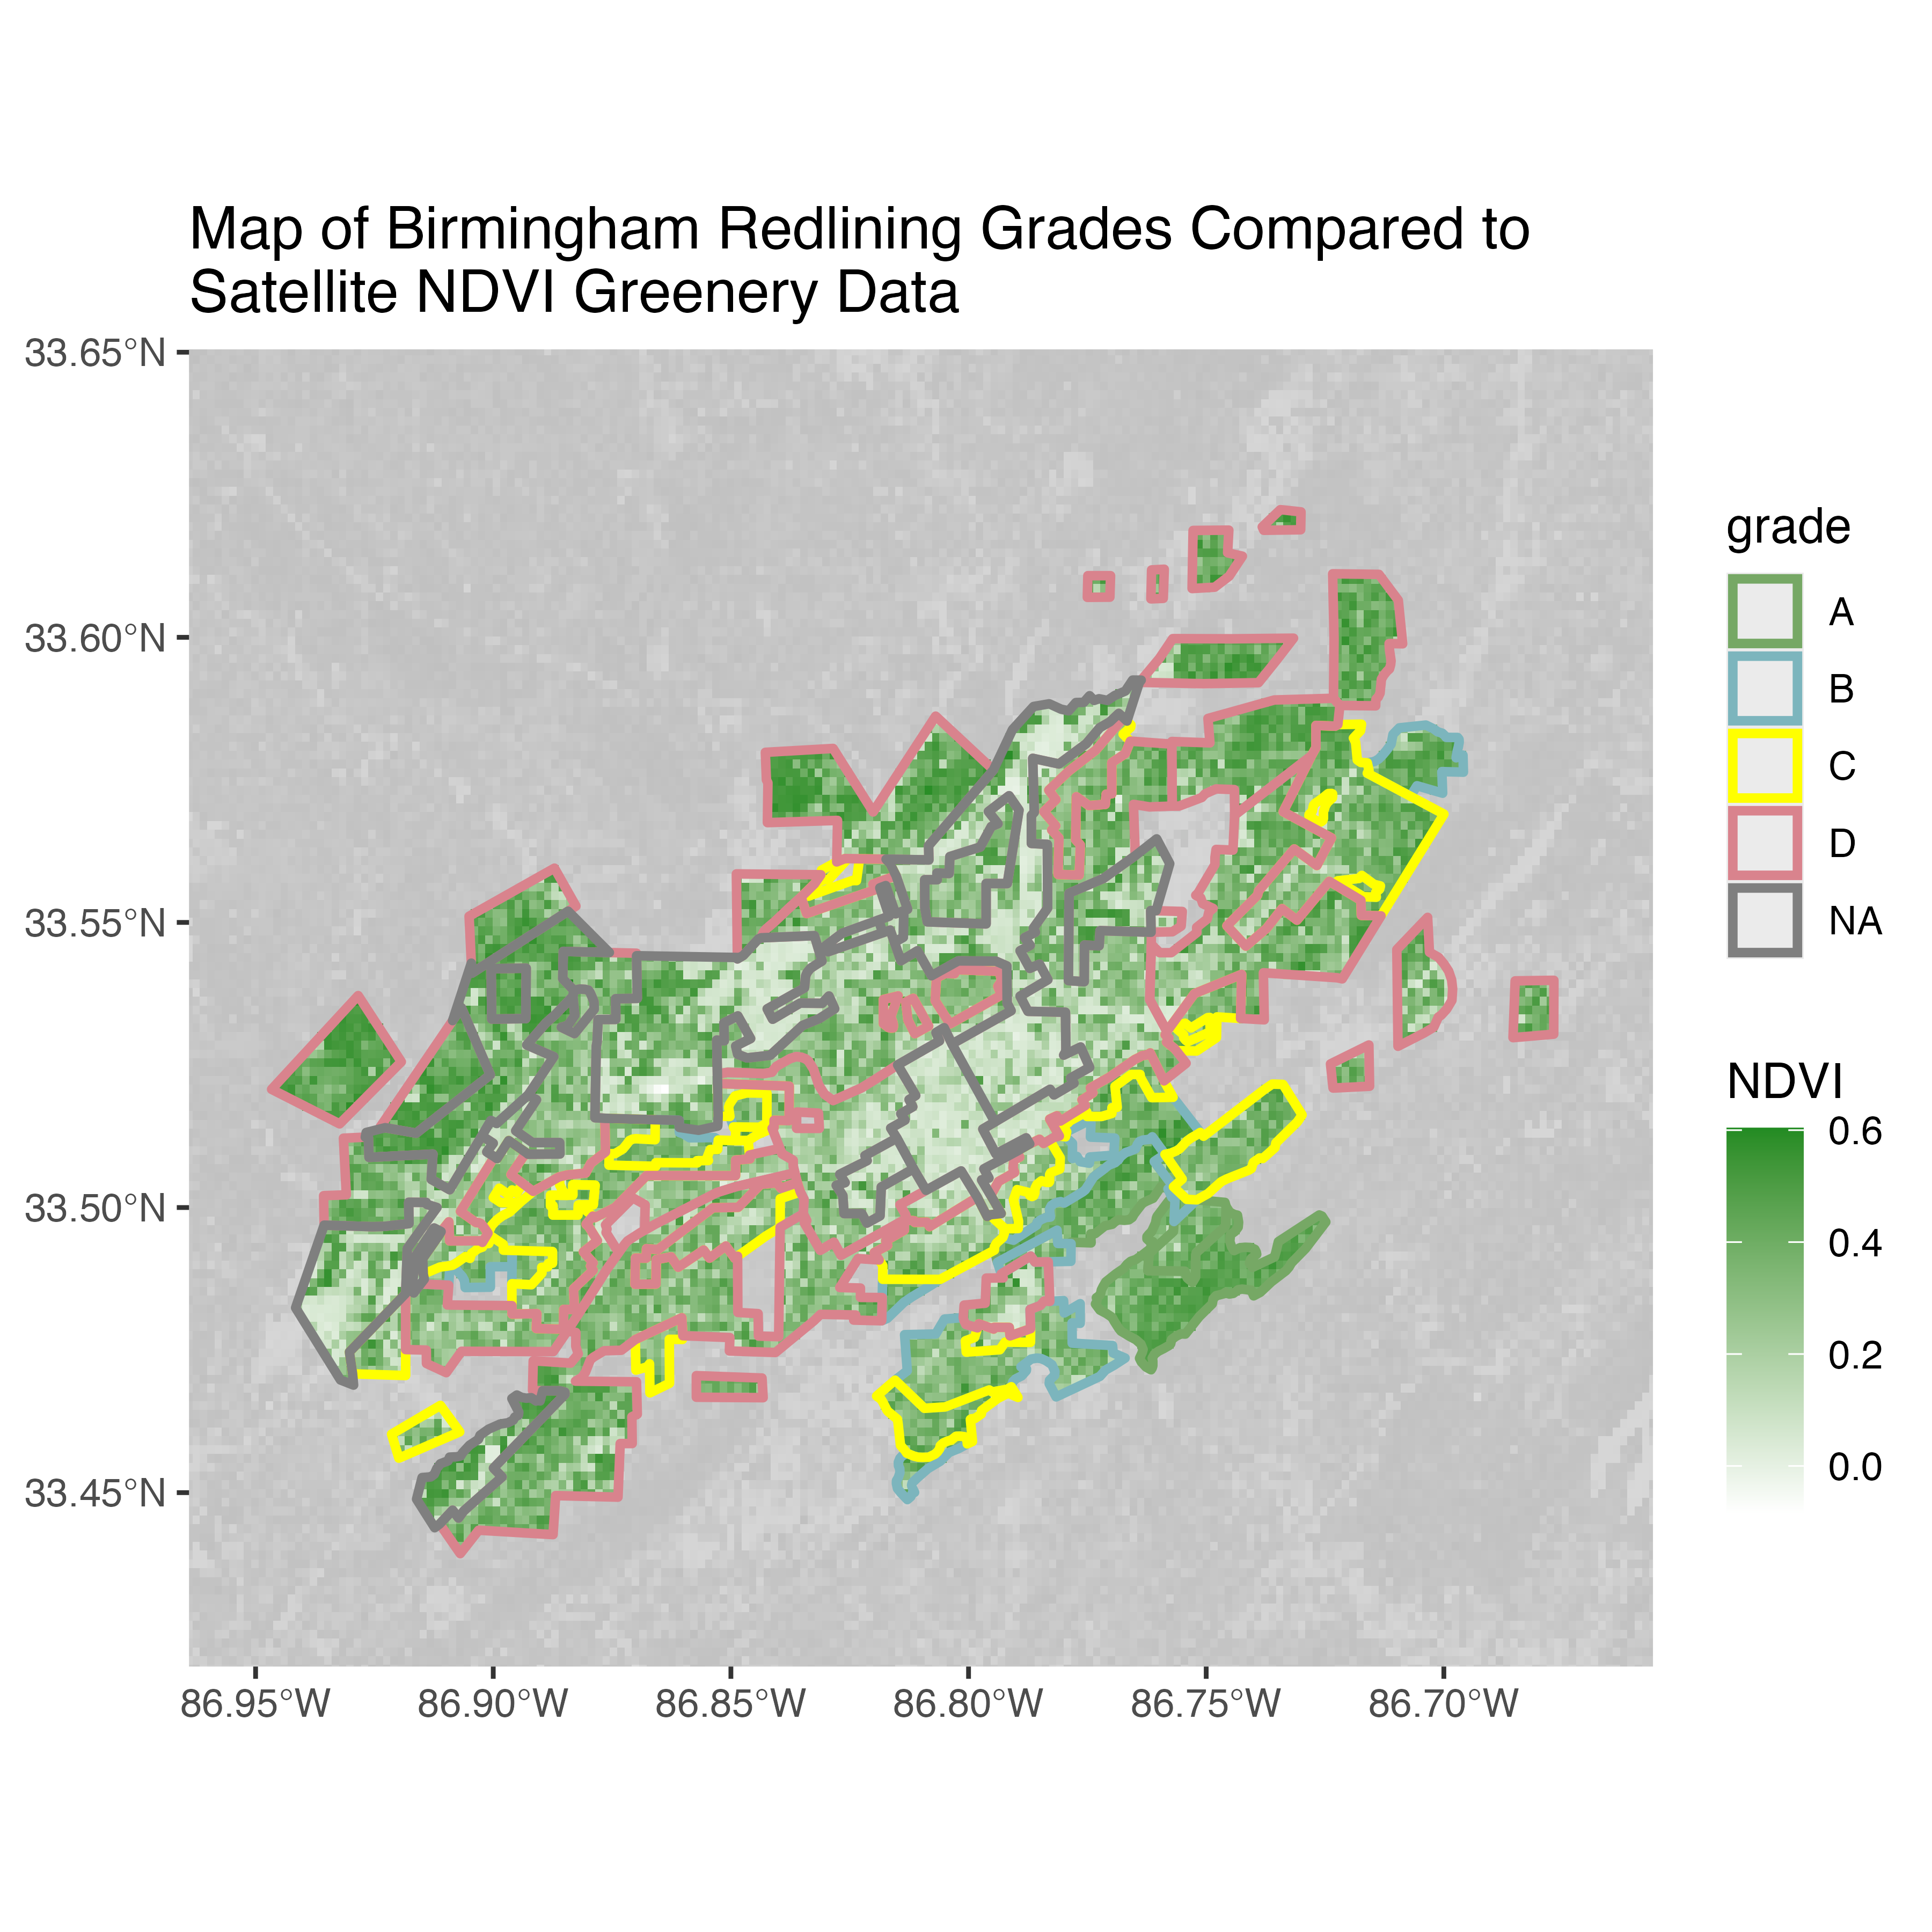 Map of Birmingham Redlining Grades Compared to
Satellite NDVI Greenery Data
33.65°N
33.60°N
33.55°N
33.50°N
33.45°N
86.95°W
86.90°W
86.85°W
86.80°W
86.75°W
86.70°W
grade
A
B
C
D
NA
NDVI
0.6
0.4
0.2
0.0